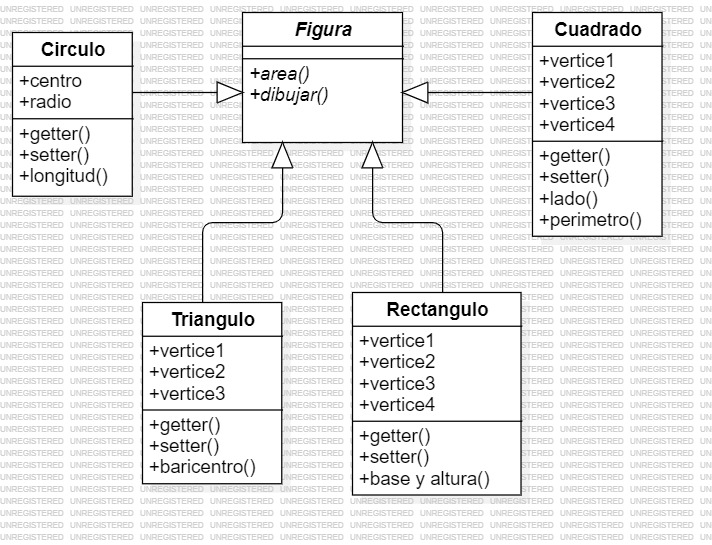 Circulo
+centro
+radio
+getter()
+setter()
+longitud()
Figura
+area()
+dibujar()
Cuadrado
+vertice1
+vertice2
+vertice3
+vertice4
+getter()
+setter()
+lado()
+perimetro()
Triangulo
+vertice1
+vertice2
+vertice3
+getter()
+setter()
+baricentro()
Rectangulo
+vertice1
+vertice2
+vertice3
+vertice4
+getter()
+setter()
+base y altura()
UNREGISTERED